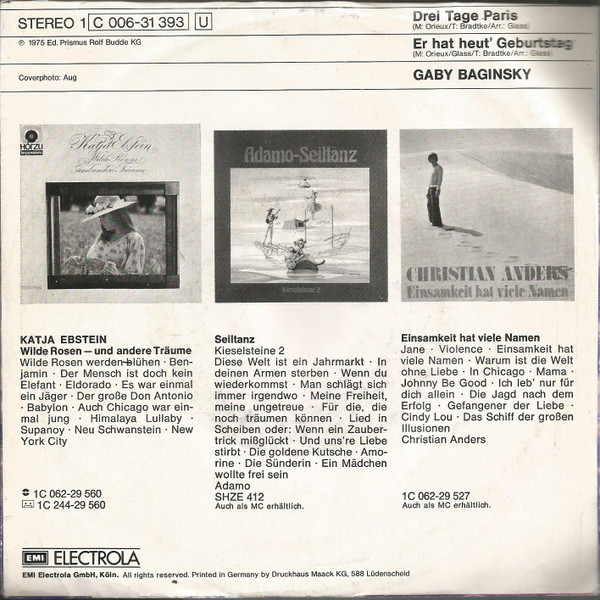 STEREO 1 C 006-31 393 U
℗ 1975 Ed. Prismus Rolf Budde KG
Coverphoto: Aug
Drei Tage Paris
(M: Orieux/T: Bradtke/Arr.: Glass)
Er hat heut' Geburtstag
(M: Orieux/Glass/T: Bradtke/Arr.: Glass)
GABY BAGINSKY
HÖRZU
Katja Ebstein
Wilde Rosen
und andere Träume
Adamo-Seiltanz
Kieselsteine 2
CHRISTIAN ANDERS
Einsamkeit hat viele Namen
KATJA EBSTEIN
Wilde Rosen – und andere Träume
Wilde Rosen werden blühen · Ben-
jamin · Der Mensch ist doch kein
Elefant · Eldorado · Es war einmal
ein Jäger · Der große Don Antonio
· Babylon · Auch Chicago war ein-
mal jung · Himalaya Lullaby ·
Supanoy · Neu Schwanstein · New
York City
1C 062-29 560
1C 244-29 560
Seiltanz
Kieselsteine 2
Diese Welt ist ein Jahrmarkt · In
deinen Armen sterben · Wenn du
wiederkommst · Man schlägt sich
immer irgendwo · Meine Freiheit,
meine ungetreue · Für die, die
noch träumen können · Lied in
Scheiben oder: Wenn ein Zauber-
trick mißglückt · Und uns're Liebe
stirbt · Die goldene Kutsche · Amo-
rine · Die Sünderin · Ein Mädchen
wollte frei sein
Adamo
SHZE 412
Auch als MC erhältlich.
Einsamkeit hat viele Namen
Jane · Violence · Einsamkeit hat
viele Namen · Warum ist die Welt
ohne Liebe · In Chicago · Mama ·
Johnny Be Good · Ich leb' nur für
dich allein · Die Jagd nach dem
Erfolg · Gefangener der Liebe ·
Cindy Lou · Das Schiff der großen
Illusionen
Christian Anders
1C 062-29 527
Auch als MC erhältlich.
EMI ELECTROLA
EMI Electrola GmbH, Köln. All rights reserved. Printed in Germany by Druckhaus Maack KG, 588 Lüdenscheid